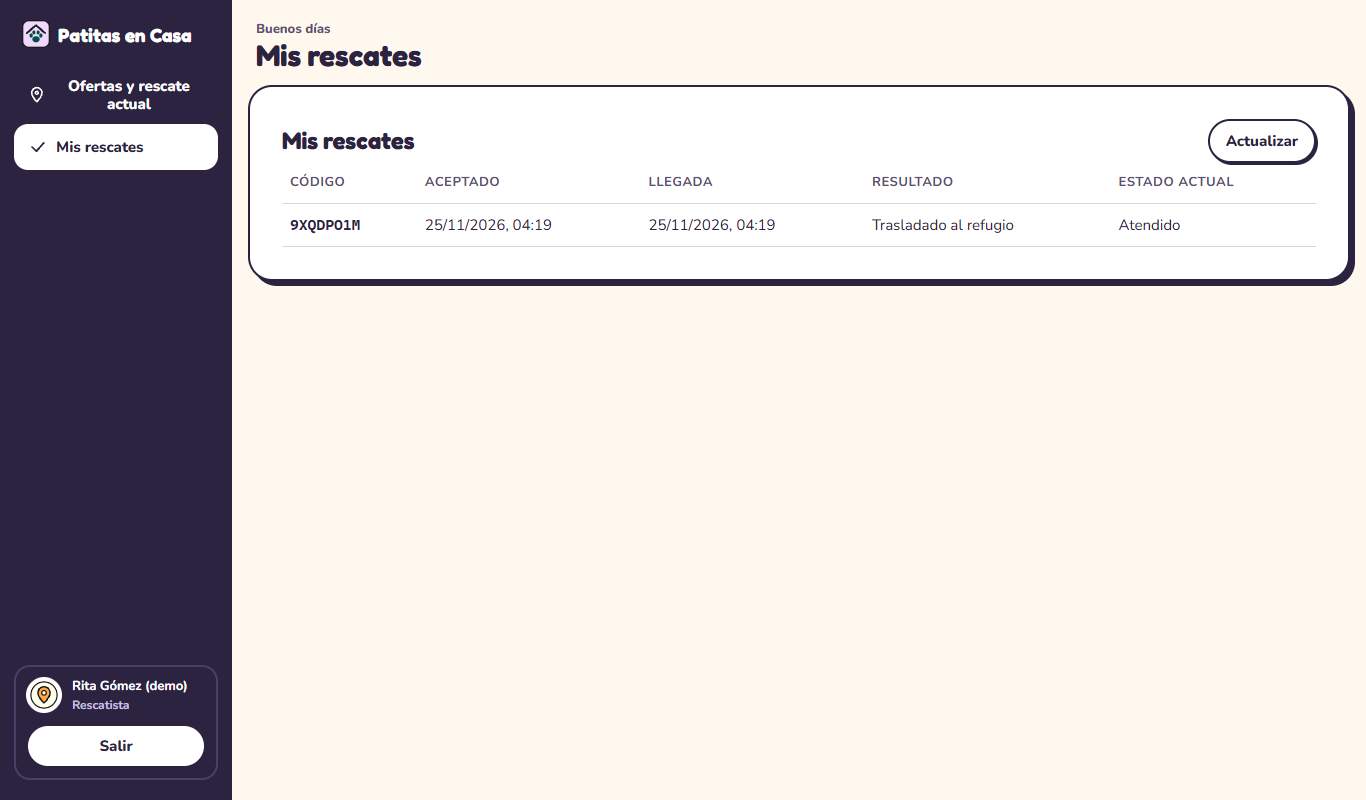 Patitas en Casa
Ofertas y rescate
actual
Mis rescates
Rita Gómez (demo)
Rescatista
Salir
Buenos días
Mis rescates
Mis rescates
Actualizar
CÓDIGO ACEPTADO LLEGADA RESULTADO ESTADO ACTUAL
9XQDPO1M 25/11/2026, 04:19 25/11/2026, 04:19 Trasladado al refugio Atendido